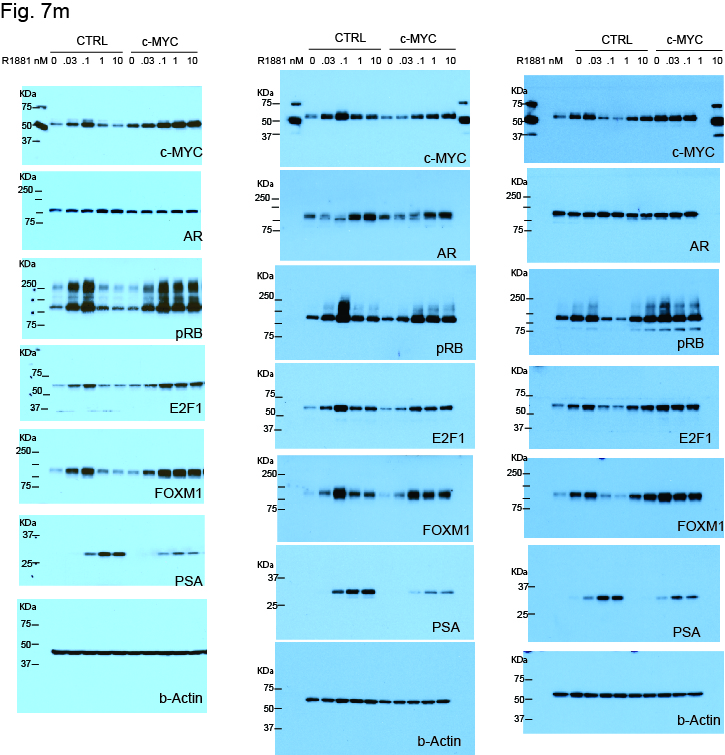 Fig. 7m
CTRL c-MYC
R1881 nM 0 .03 .1 1 10 0 .03 .1 1 10
KDa
75
50
37
c-MYC
KDa
250
75
AR
KDa
250
75
pRB
KDa
75
50
37
E2F1
KDa
250
75
FOXM1
KDa
37
25
PSA
KDa
75
50
37
b-Actin
CTRL c-MYC
R1881 nM 0 .03 .1 1 10 0 .03 .1 1 10
KDa
75
50
37
c-MYC
KDa
250
75
AR
KDa
250
75
pRB
KDa
75
50
37
E2F1
KDa
250
75
FOXM1
KDa
37
25
PSA
KDa
75
50
37
b-Actin
CTRL c-MYC
R1881 nM 0 .03 .1 1 10 0 .03 .1 1 10
KDa
75
50
37
c-MYC
KDa
250
75
AR
KDa
250
75
pRB
KDa
75
50
37
E2F1
KDa
250
75
FOXM1
KDa
37
25
PSA
KDa
75
50
37
b-Actin